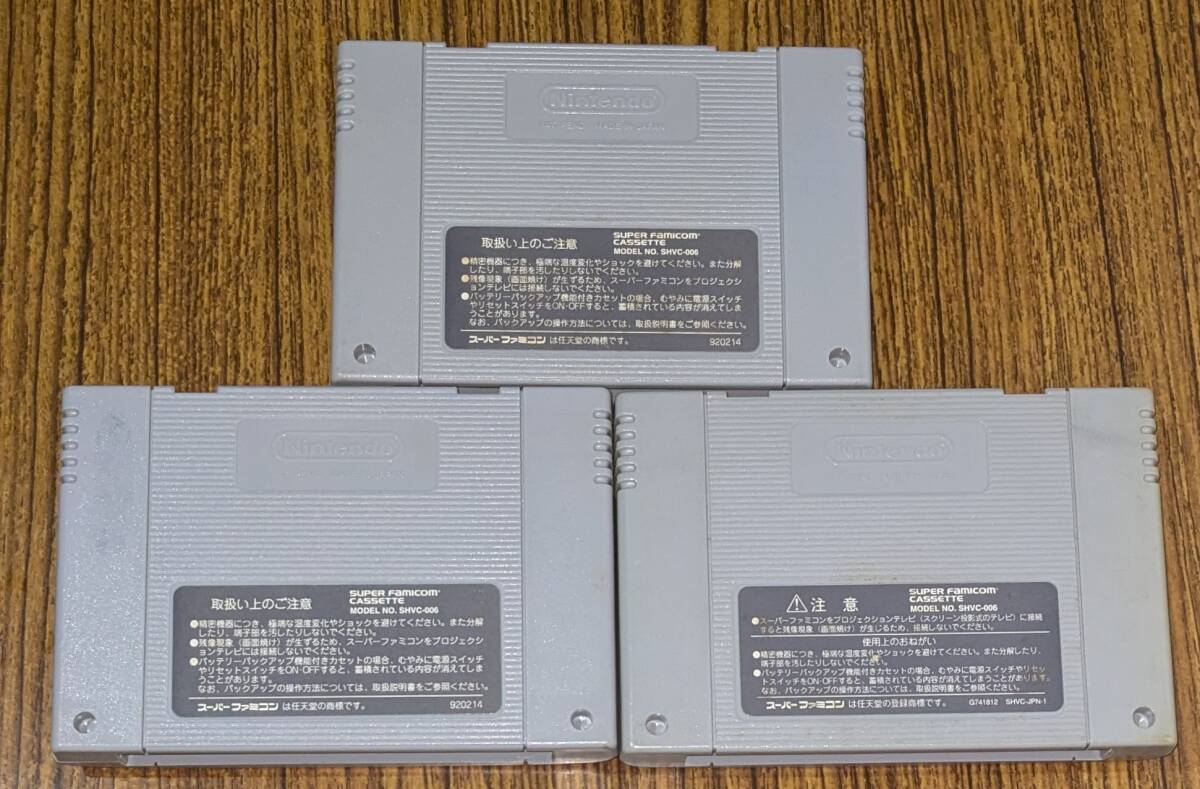 Nintendo
MADE IN JAPAN
取扱い上のご注意
SUPER FAMICOM
CASSETTE
MODEL NO. SHVC-006
●精密機器につき、極端な温度変化やショックを避けてください。また分解
したり、端子部を汚したりしないでください。
●残像現象（画面焼け）が生ずるため、スーパーファミコンをプロジェクシ
ョンテレビには接続しないでください。
●バッテリーバックアップ機能付きカセットの場合、むやみに電源スイッチ
やリセットスイッチをON・OFFすると、蓄積されている内容が消えてしま
うことがあります。
なお、バックアップの操作方法については、取扱説明書をご参照ください。
スーパーファミコンは任天堂の商標です。 920214
Nintendo
取扱い上のご注意
SUPER FAMICOM
CASSETTE
MODEL NO. SHVC-006
●精密機器につき、極端な温度変化やショックを避けてください。また分解
したり、端子部を汚したりしないでください。
●残像現象（画面焼け）が生ずるため、スーパーファミコンをプロジェクシ
ョンテレビには接続しないでください。
●バッテリーバックアップ機能付きカセットの場合、むやみに電源スイッチ
やリセットスイッチをON・OFFすると、蓄積されている内容が消えてしま
うことがあります。
なお、バックアップの操作方法については、取扱説明書をご参照ください。
スーパーファミコンは任天堂の商標です。 920214
Nintendo
⚠注意
SUPER FAMICOM
CASSETTE
MODEL NO. SHVC-006
●スーパーファミコンをプロジェクションテレビ（スクリーン投影式のテレビ）に接続
すると残像現象（画面焼け）が生じるため、接続しないでください。
使用上のおねがい
●精密機器につき、極端な温度変化やショックを避けてください。また分解したり、
端子部を汚したりしないでください。
●バッテリーバックアップ機能付きカセットの場合、むやみに電源スイッチやリセッ
トスイッチをON・OFFすると、蓄積されている内容が消えてしまうことがあります。
なお、バックアップの操作方法については、取扱説明書をご参照ください。
スーパーファミコンは任天堂の登録商標です。 G741812 SHVC-JPN-1